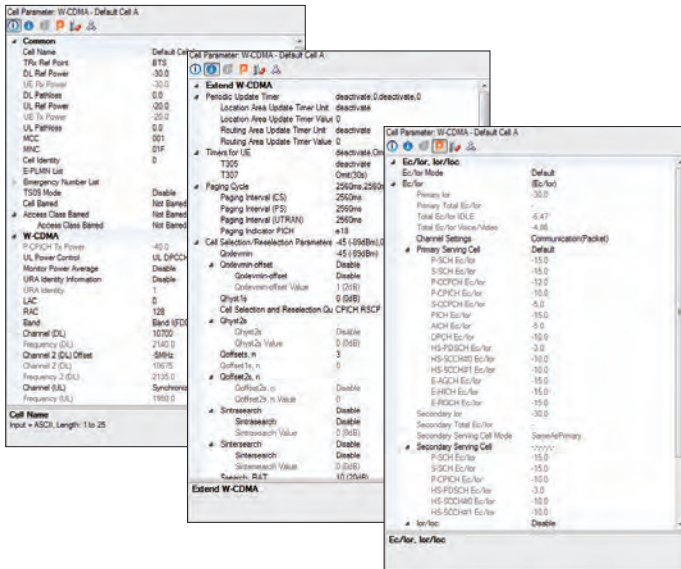 Cell Parameter: W-CDMA - Default Cell A
Common
Cell Name Default Cel
TRx Ref Point BTS
DL Ref Power -30.0
UE Rx Power -30.0
DL Pathloss 0.0
UL Ref Power -20.0
UE Tx Power -20.0
UL Pathloss 0.0
MCC 001
MNC 01F
Cell Identity 0
E-PLMN List
Emergency Number List
TS09 Mode Disable
Cell Barred Not Barred
Access Class Barred Not Barred
Access Class Barred Not Barred
W-CDMA
P-CPICH Tx Power -40.0
UL Power Control UL DPCCH
Monitor Power Average Disable
URA Identity Information Disable
URA Identity 1
LAC 0
RAC 128
Band Band I(FDD
Channel (DL) 10700
Frequency (DL) 2140.0
Channel 2 (DL) Offset -5MHz
Channel 2 (DL) 10675
Frequency 2 (DL) 2135.0
Channel (UL) Synchroniz
Frequency (UL) 1950.0
Cell Name
Input = ASCII, Length: 1 to 25
Cell Parameter: W-CDMA - Default Cell A
Extend W-CDMA
Periodic Update Timer deactivate,0,deactivate,0
Location Area Update Timer Unit deactivate
Location Area Update Timer Value 0
Routing Area Update Timer Unit deactivate
Routing Area Update Timer Value 0
Timers for UE deactivate,Omi
T305 deactivate
T307 Omit(30s)
Paging Cycle 2560ms,2560
Paging Interval (CS) 2560ms
Paging Interval (PS) 2560ms
Paging Interval (UTRAN) 2560ms
Paging Indicator PICH e18
Cell Selection/Reselection Parameters -45 (-89dBm),0
Qrxlevmin -45 (-89dBm)
Qrxlevmin-offset Disable
Qrxlevmin-offset Disable
Qrxlevmin-offset Value 1 (2dB)
Qhyst1s 0 (0dB)
Cell Selection and Reselection Qu CPICH RSCP
Qhyst2s
Qhyst2s Disable
Qhyst2s Value 0 (0dB)
Qoffsets, n 3
Qoffset1s, n 0
Qoffset2s, n
Qoffset2s, n Disable
Qoffset2s, n Value 0
Sintrasearch Disable
Sintrasearch Disable
Sintrasearch Value 0 (0dB)
Sintersearch Disable
Sintersearch Disable
Sintersearch Value 0 (0dB)
Ssearch, RAT 10 (20dB)
Extend W-CDMA
Cell Parameter: W-CDMA - Default Cell A
Ec/Ior, Ior/Ioc
Ec/Ior Mode Default
Ec/Ior (Ec/Ior)
Primary Ior -30.0
Primary Total Ec/Ior -
Total Ec/Ior IDLE -6.47
Total Ec/Ior Voice/Video -4.88
Channel Settings Communication(Packet)
Primary Serving Cell Default
P-SCH Ec/Ior -15.0
S-SCH Ec/Ior -15.0
P-CCPCH Ec/Ior -12.0
P-CPICH Ec/Ior -10.0
S-CCPCH Ec/Ior -5.0
PICH Ec/Ior -15.0
AICH Ec/Ior -5.0
DPCH Ec/Ior -10.0
HS-PDSCH Ec/Ior -3.0
HS-SCCH#0 Ec/Ior -10.0
HS-SCCH#1 Ec/Ior -10.0
E-AGCH Ec/Ior -15.0
E-HICH Ec/Ior -15.0
E-RGCH Ec/Ior -15.0
Secondary Ior -30.0
Secondary Total Ec/Ior -
Secondary Serving Cell Mode SameAsPrimary
Secondary Serving Cell
P-SCH Ec/Ior -15.0
S-SCH Ec/Ior -15.0
P-CPICH Ec/Ior -10.0
HS-PDSCH Ec/Ior -3.0
HS-SCCH#0 Ec/Ior -10.0
HS-SCCH#1 Ec/Ior -10.0
Ior/Ioc Disable
Ec/Ior, Ior/Ioc